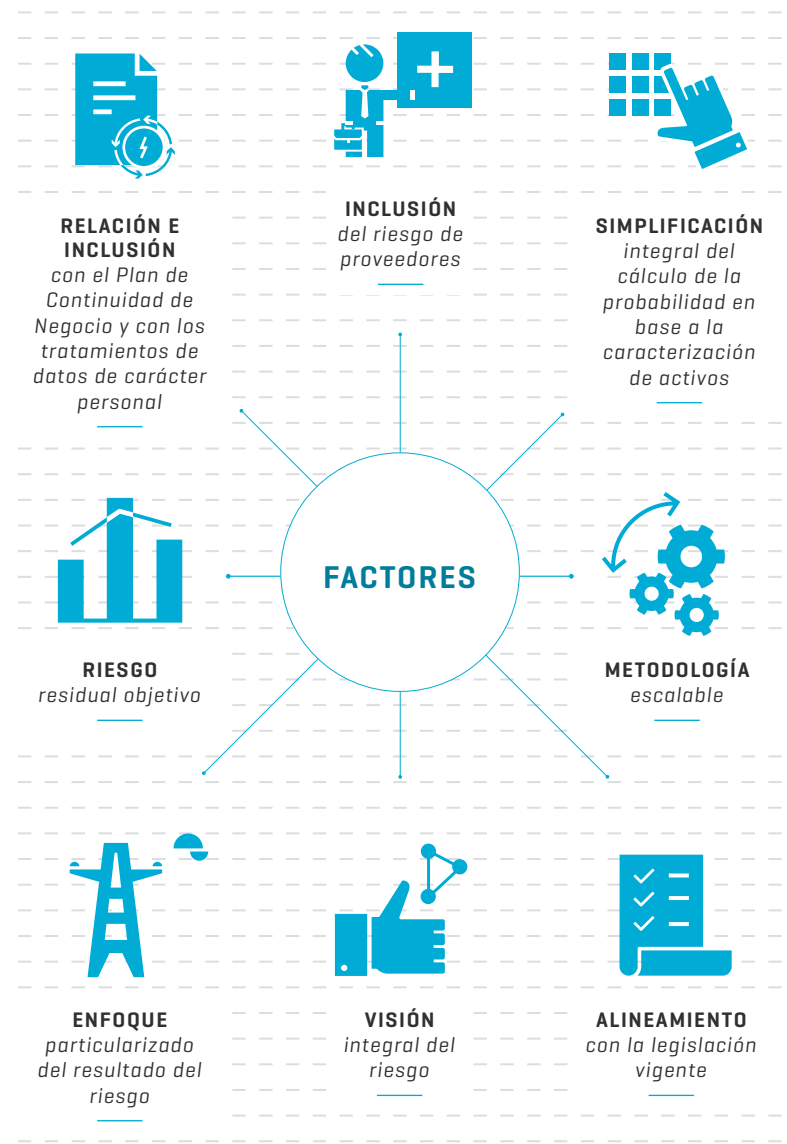 RELACIÓN E
INCLUSIÓN
con el Plan de
Continuidad de
Negocio y con los
tratamientos de
datos de carácter
personal
INCLUSIÓN
del riesgo de
proveedores
SIMPLIFICACIÓN
integral del
cálculo de la
probabilidad en
base a la
caracterización
de activos
RIESGO
residual objetivo
FACTORES
METODOLOGÍA
escalable
ENFOQUE
particularizado
del resultado del
riesgo
VISIÓN
integral del
riesgo
ALINEAMIENTO
con la legislación
vigente